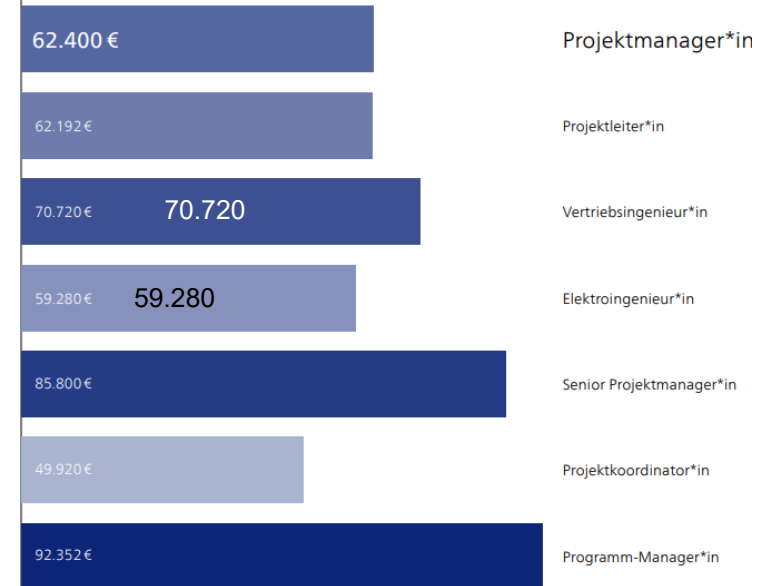 62.400 € Projektmanager*in
62.192 € Projektleiter*in
70.720 € 70.720 Vertriebsingenieur*in
59.280 € 59.280 Elektroingenieur*in
85.800 € Senior Projektmanager*in
49.920 € Projektkoordinator*in
92.352 € Programm-Manager*in